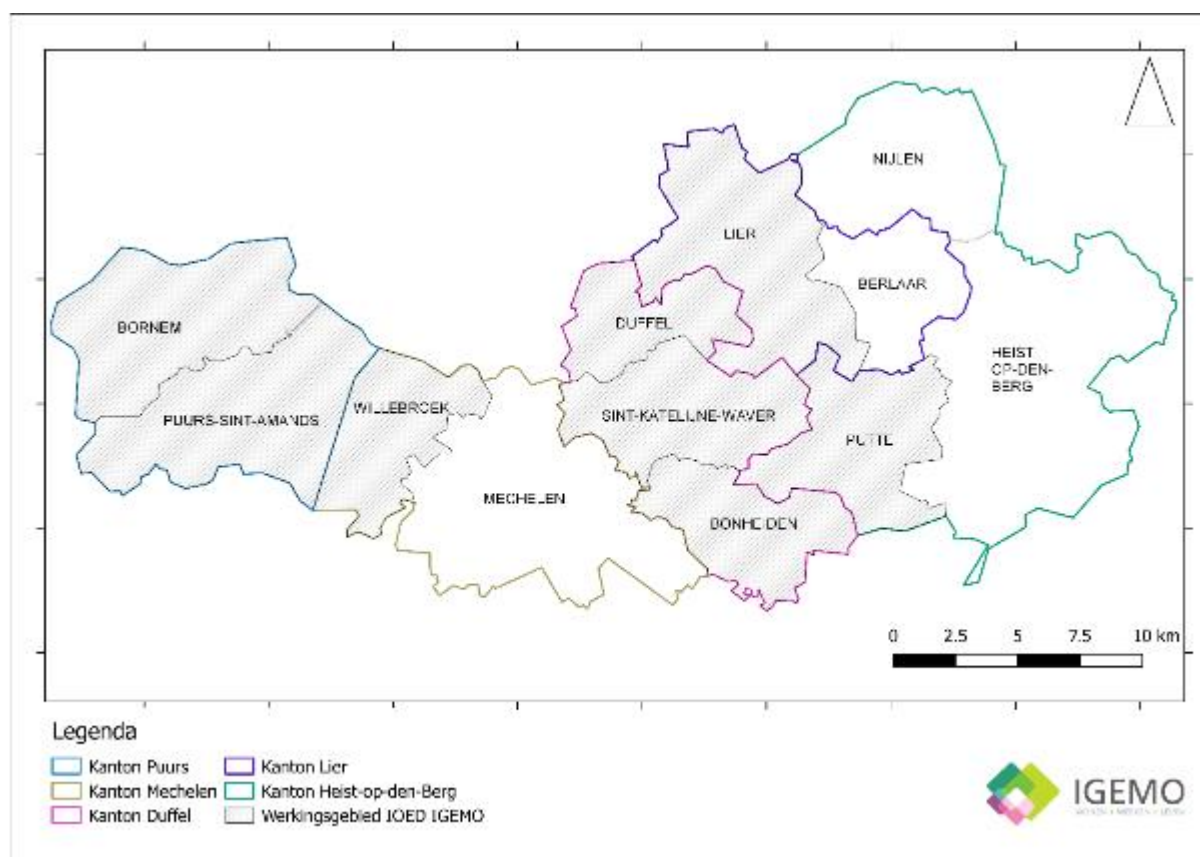 NIJLEN
LIER
BERLAAR
BORNEM
DUFFEL
HEIST
OP-DEN-
BERG
PUURS-SINT-AMANDS
WILLEBROEK
SINT-KATELIJNE-WAVER
PUTTE
MECHELEN
BONHEIDEN
0 2.5 5 7.5 10 km
Legenda
Kanton Puurs
Kanton Lier
Kanton Mechelen
Kanton Heist-op-den-Berg
Kanton Duffel
Werkingsgebied IOED IGEMO
IGEMO